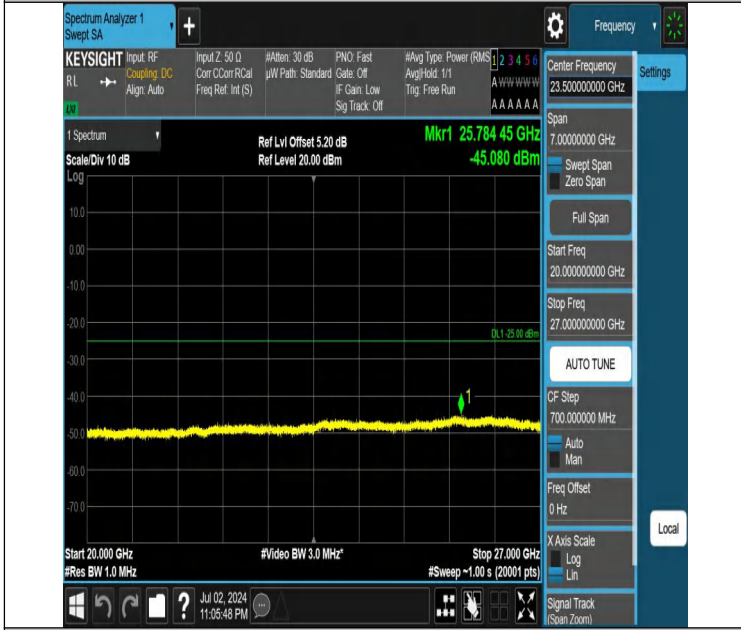 Spectrum Analyzer 1
Swept SA
+
Frequency
KEYSIGHT
RL
Input: RF
Coupling: DC
Align: Auto
Input Z: 50 Ω
Corr CCorr RCal
Freq Ref: Int (S)
#Atten: 30 dB
µW Path: Standard
PNO: Fast
Gate: Off
IF Gain: Low
Sig Track: Off
#Avg Type: Power (RMS
Avg|Hold: 1/1
Trig: Free Run
1 2 3 4 5 6
A W W W W W
A A A A A A
1 Spectrum
Scale/Div 10 dB
Ref Lvl Offset 5.20 dB
Ref Level 20.00 dBm
Mkr1 25.784 45 GHz
-45.080 dBm
Log
10.0
0.00
-10.0
-20.0
DL1 -25.00 dBm
-30.0
-40.0
1
-50.0
-60.0
-70.0
Start 20.000 GHz
#Res BW 1.0 MHz
#Video BW 3.0 MHz*
Stop 27.000 GHz
#Sweep ~1.00 s (20001 pts)
Center Frequency
23.500000000 GHz
Settings
Span
7.00000000 GHz
Swept Span
Zero Span
Full Span
Start Freq
20.000000000 GHz
Stop Freq
27.000000000 GHz
AUTO TUNE
CF Step
700.000000 MHz
Auto
Man
Freq Offset
0 Hz
X Axis Scale
Log
Lin
Local
Signal Track
(Span Zoom)
?
Jul 02, 2024
11:05:48 PM